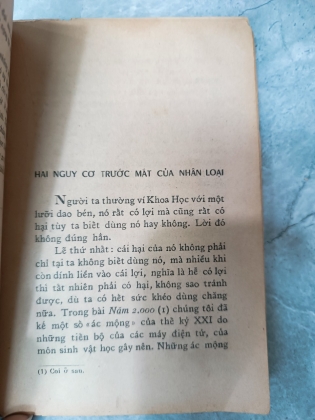 HAI NGUY CƠ TRƯỚC MẮT CỦA NHÂN LOẠI
Người ta thường ví Khoa Học với một
lưỡi dao bén, nó rất có lợi mà cũng rất có
hại tùy ta biết dùng nó hay không. Lời đó
không đúng hẳn.
Lẽ thứ nhất: cái hại của nó không phải
chỉ tại ta không biết dùng nó, mà nhiều khi
còn dính liền vào cái lợi, nghĩa là hễ có lợi
thì tất nhiên phải có hại, không sao tránh
được, dù ta có hết sức khéo dùng chăng
nữa. Trong bài Năm 2.000 (1) chúng tôi đã
kể một số «ác mộng» của thế kỷ XXI do
những tiến bộ của các máy điện tử, của
môn sinh vật học gây nên. Những ác mộng
(1) Coi ở sau.